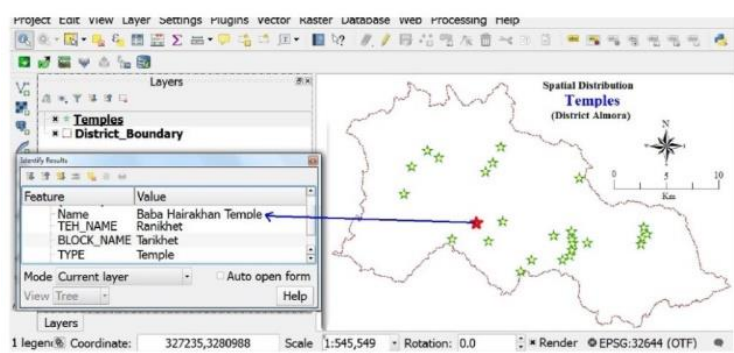 Project Edit View Layer Settings Plugins Vector Raster Database Web Processing Help
Layers
Temples
District_Boundary
Identify Results
Feature Value
Name Baba Hairakhan Temple
TEH_NAME Ranikhet
BLOCK_NAME Tarikhet
TYPE Temple
Mode Current layer Auto open form
View Tree Help
Layers
Spatial Distribution
Temples
(District Almora)
N
0 5 10
Km
1 legen Coordinate: 327235,3280988 Scale 1:545,549 Rotation: 0.0 Render EPSG:32644 (OTF)